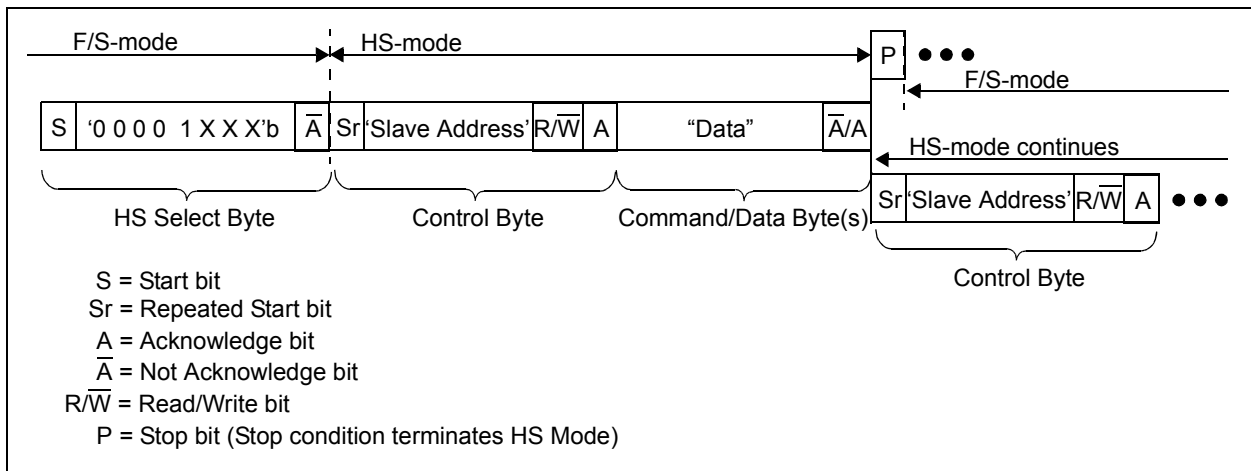 F/S-mode HS-mode
P ●●●
F/S-mode
S '0 0 0 0 1 X X X'b A̅ Sr 'Slave Address' R/W̅ A "Data" A̅/A
HS-mode continues
Sr 'Slave Address' R/W̅ A ●●●
HS Select Byte Control Byte Command/Data Byte(s)
Control Byte
S = Start bit
Sr = Repeated Start bit
A = Acknowledge bit
A̅ = Not Acknowledge bit
R/W̅ = Read/Write bit
P = Stop bit (Stop condition terminates HS Mode)